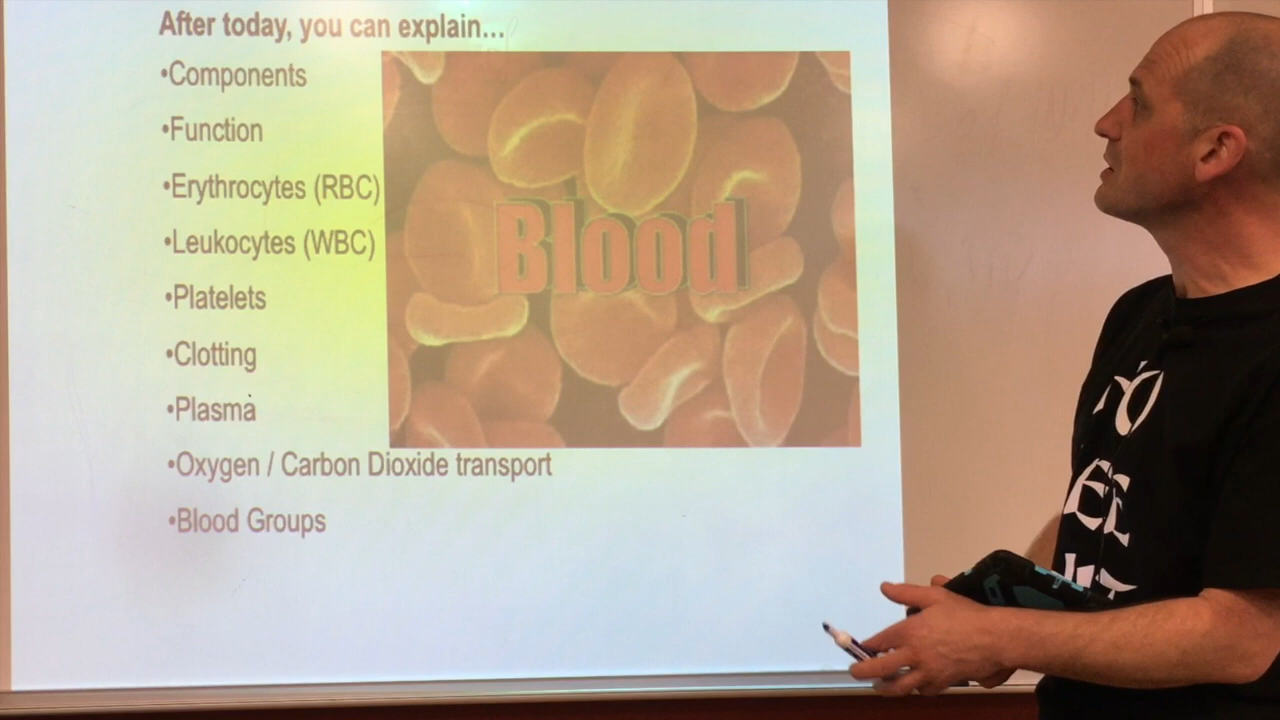 After today, you can explain…
•Components
•Function
•Erythrocytes (RBC)
•Leukocytes (WBC)
•Platelets
•Clotting
•Plasma
•Oxygen / Carbon Dioxide transport
•Blood Groups
Blood